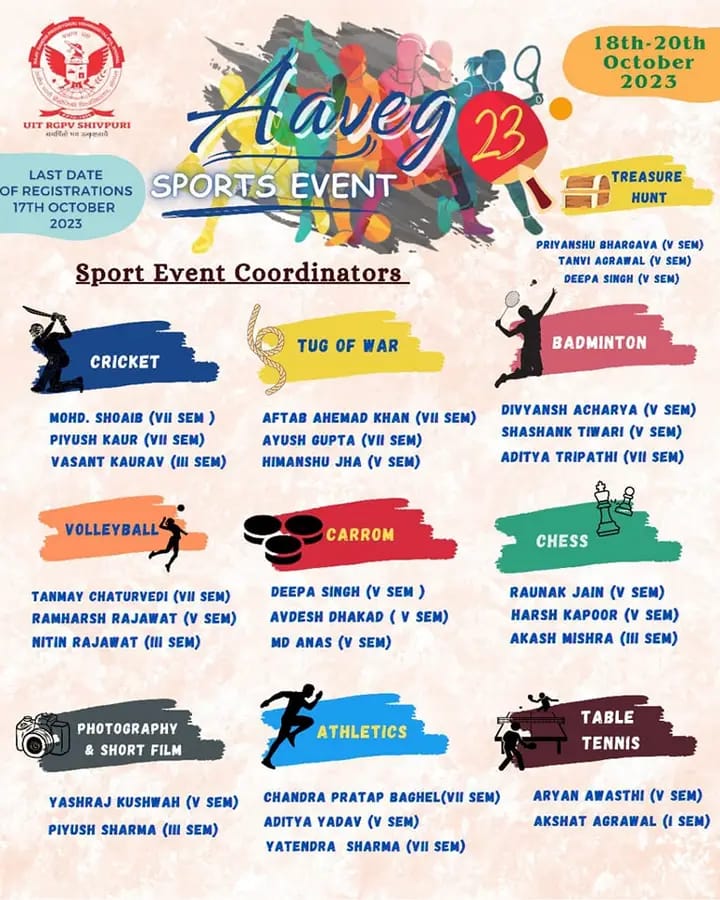 UIT RGPV SHIVPURI
18th-20th
October
2023
Aaveg
23
SPORTS EVENT
LAST DATE
OF REGISTRATIONS
17TH OCTOBER
2023
TREASURE
HUNT
PRIYANSHU BHARGAVA (V SEM)
TANVI AGRAWAL (V SEM)
DEEPA SINGH (V SEM)
Sport Event Coordinators
CRICKET
MOHD. SHOAIB (VII SEM )
PIYUSH KAUR (VII SEM)
VASANT KAURAV (III SEM)
TUG OF WAR
AFTAB AHEMAD KHAN (VII SEM)
AYUSH GUPTA (VII SEM)
HIMANSHU JHA (V SEM)
BADMINTON
DIVYANSH ACHARYA (V SEM)
SHASHANK TIWARI (V SEM)
ADITYA TRIPATHI (VII SEM)
VOLLEYBALL
TANMAY CHATURVEDI (VII SEM)
RAMHARSH RAJAWAT (V SEM)
NITIN RAJAWAT (III SEM)
CARROM
DEEPA SINGH (V SEM )
AVDESH DHAKAD ( V SEM)
MD ANAS (V SEM)
CHESS
RAUNAK JAIN (V SEM)
HARSH KAPOOR (V SEM)
AKASH MISHRA (III SEM)
PHOTOGRAPHY
& SHORT FILM
YASHRAJ KUSHWAH (V SEM)
PIYUSH SHARMA (III SEM)
ATHLETICS
CHANDRA PRATAP BAGHEL(VII SEM)
ADITYA YADAV (V SEM)
YATENDRA SHARMA (VII SEM)
TABLE
TENNIS
ARYAN AWASTHI (V SEM)
AKSHAT AGRAWAL (I SEM)